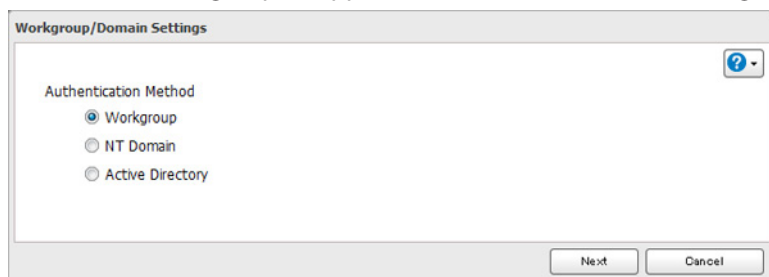 Workgroup/Domain Settings
?
Authentication Method
Workgroup
NT Domain
Active Directory
Next Cancel